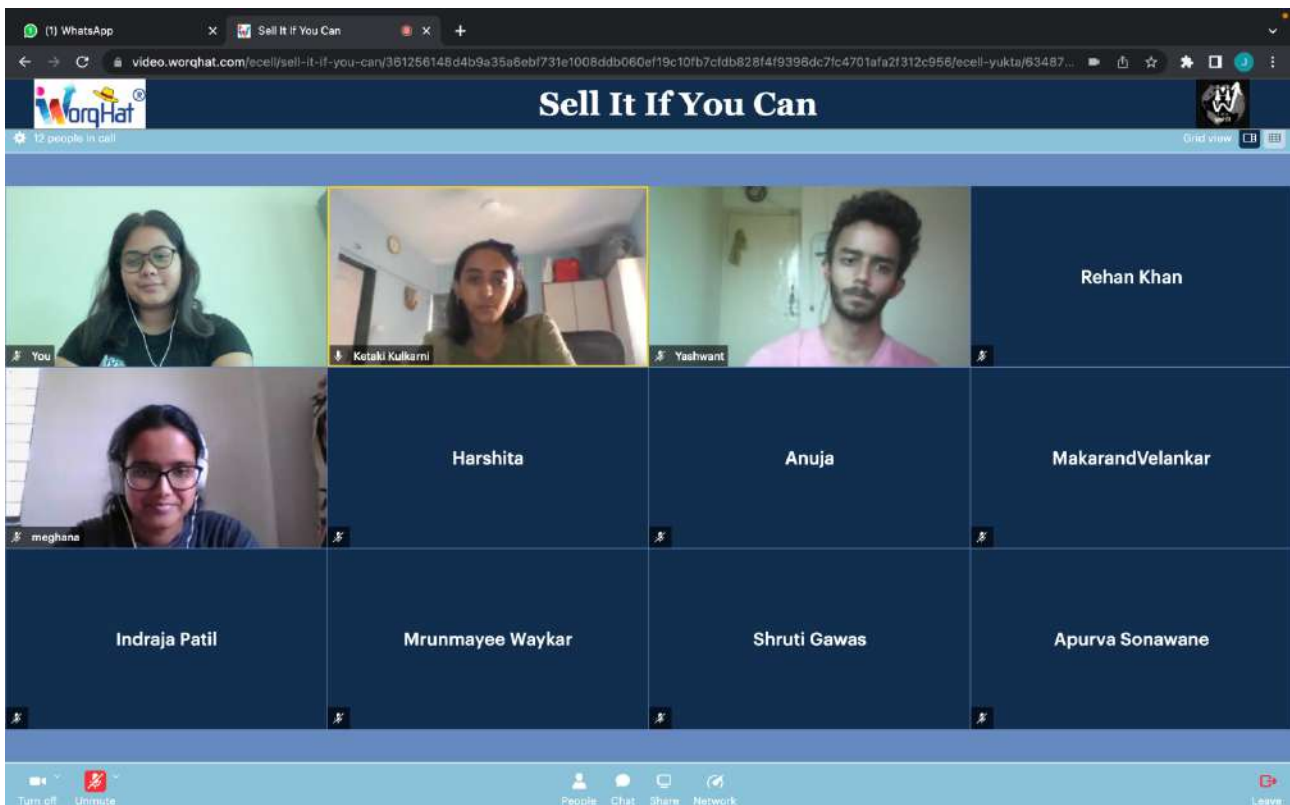 (1) WhatsApp
Sell It If You Can
video.worqhat.com/ecell/sell-it-if-you-can/361256148d4b9a35a6ebf731e1008ddb060ef19c10fb7cfdb828f4f9396dc7fc4701afa2f312c956/ecell-yukta/63487...
J
WorqHat®
Sell It If You Can
12 people in call
Grid view
You
Ketaki Kulkarni
Yashwant
Rehan Khan
meghana
Harshita
Anuja
MakarandVelankar
Indraja Patil
Mrunmayee Waykar
Shruti Gawas
Apurva Sonawane
Turn off
Unmute
People
Chat
Share
Network
Leave